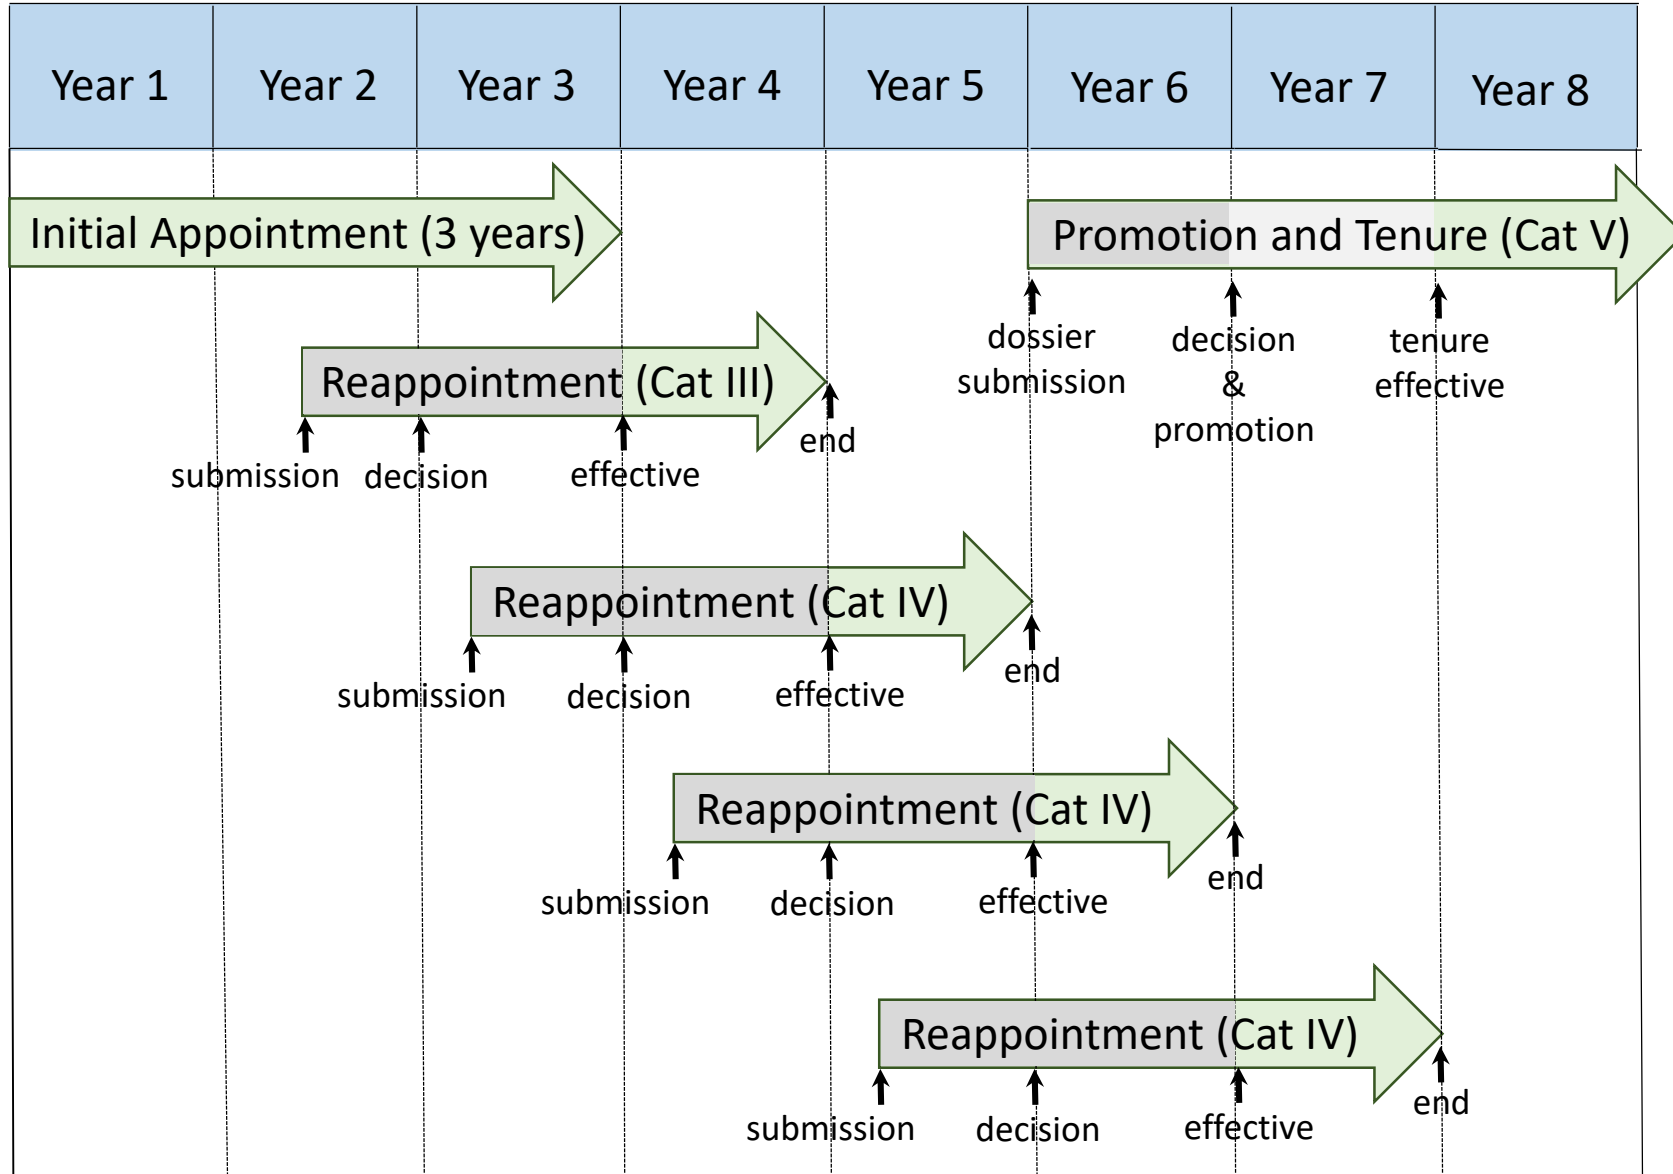 Year 1
Year 2
Year 3
Year 4
Year 5
Year 6
Year 7
Year 8
Initial Appointment (3 years)
Promotion and Tenure (Cat V)
dossier
submission
decision
&
promotion
tenure
effective
Reappointment (Cat III)
submission
decision
effective
end
Reappointment (Cat IV)
submission
decision
effective
end
Reappointment (Cat IV)
submission
decision
effective
end
Reappointment (Cat IV)
submission
decision
effective
end